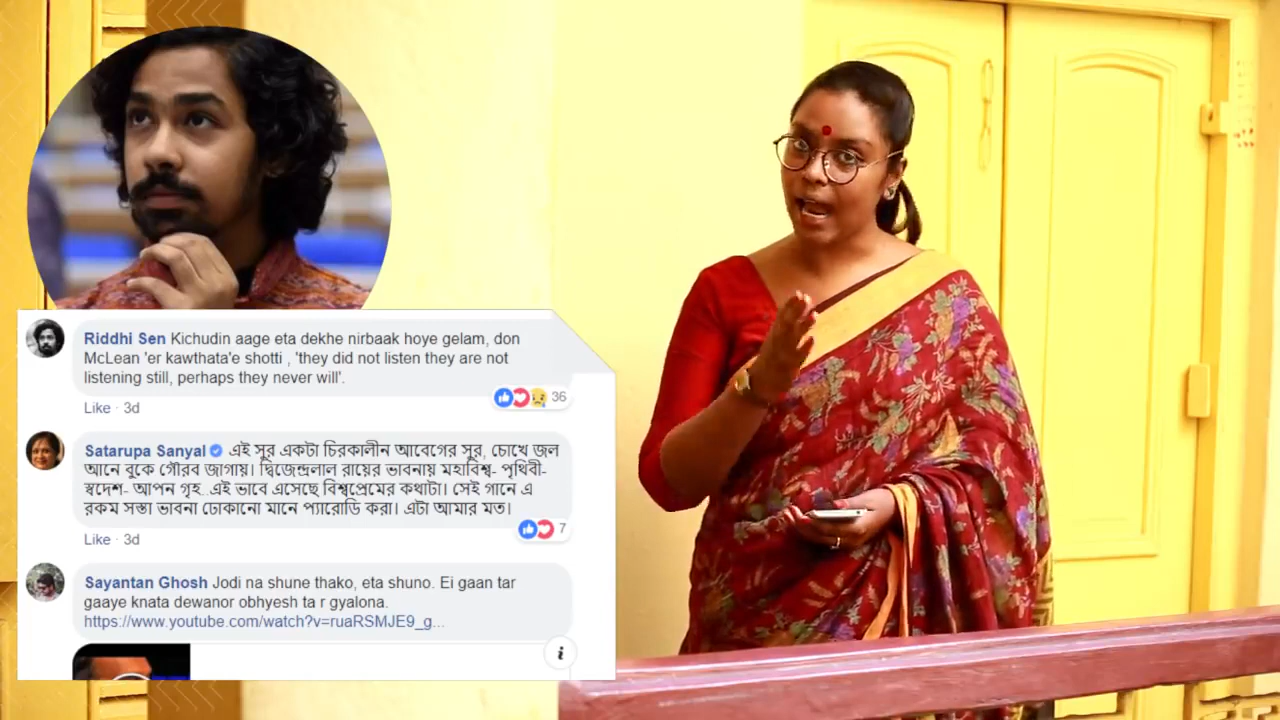 Riddhi Sen Kichudin aage eta dekhe nirbaak hoye gelam, don
McLean 'er kawthata'e shotti , 'they did not listen they are not
listening still, perhaps they never will'.
36
Like · 3d
Satarupa Sanyal এই সুর একটা চিরকালীন আবেগের সুর, চোখে জল
আনে বুকে গৌরব জাগায়। দ্বিজেন্দ্রলাল রায়ের ভাবনায় মহাবিশ্ব- পৃথিবী-
স্বদেশ- আপন গৃহ..এই ভাবে এসেছে বিশ্বপ্রেমের কথাটা। সেই গানে এ
রকম সস্তা ভাবনা ঢোকানো মানে প্যারোডি করা। এটা আমার মত।
7
Like · 3d
Sayantan Ghosh Jodi na shune thako, eta shuno. Ei gaan tar
gaaye knata dewanor obhyesh ta r gyalona.
https://www.youtube.com/watch?v=ruaRSMJE9_g...
i